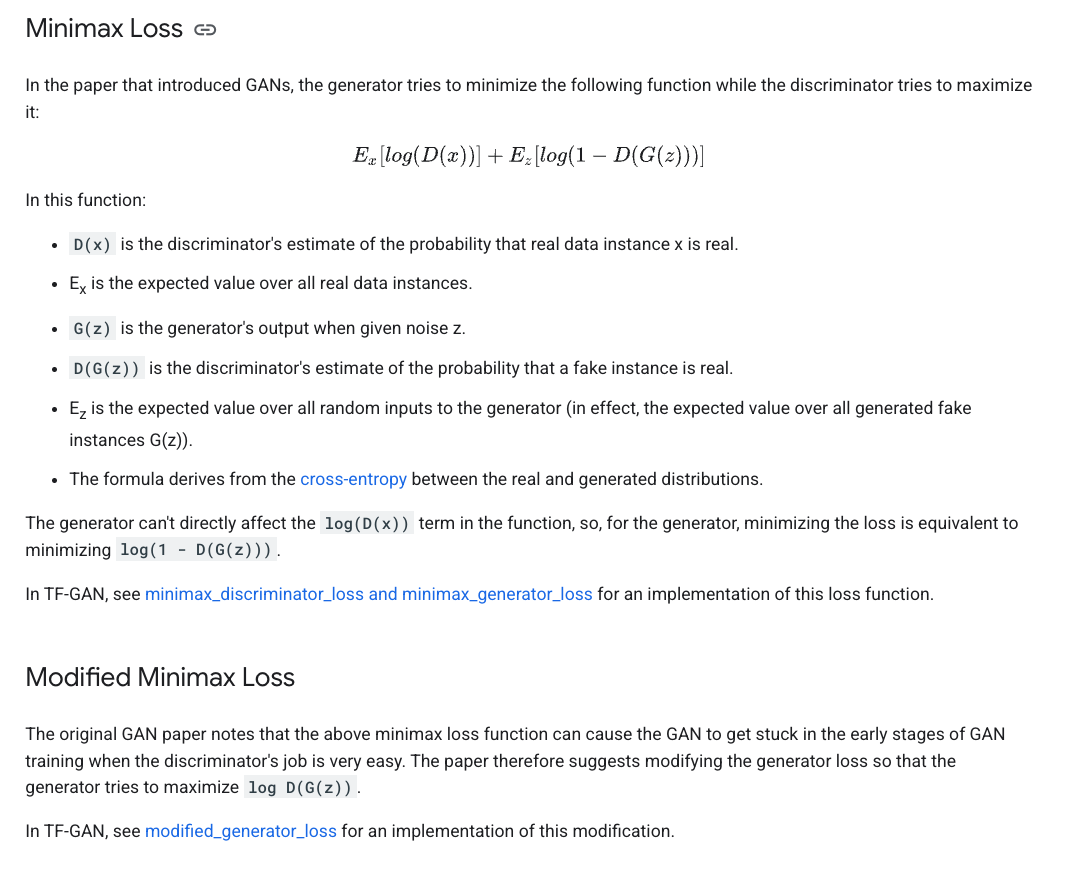 Minimax Loss
In the paper that introduced GANs, the generator tries to minimize the following function while the discriminator tries to maximize
it:
E_x[log(D(x))] + E_z[log(1 − D(G(z)))]
In this function:
• D(x) is the discriminator's estimate of the probability that real data instance x is real.
• E_x is the expected value over all real data instances.
• G(z) is the generator's output when given noise z.
• D(G(z)) is the discriminator's estimate of the probability that a fake instance is real.
• E_z is the expected value over all random inputs to the generator (in effect, the expected value over all generated fake
instances G(z)).
• The formula derives from the cross-entropy between the real and generated distributions.
The generator can't directly affect the log(D(x)) term in the function, so, for the generator, minimizing the loss is equivalent to
minimizing log(1 - D(G(z))).
In TF-GAN, see minimax_discriminator_loss and minimax_generator_loss for an implementation of this loss function.
Modified Minimax Loss
The original GAN paper notes that the above minimax loss function can cause the GAN to get stuck in the early stages of GAN
training when the discriminator's job is very easy. The paper therefore suggests modifying the generator loss so that the
generator tries to maximize log D(G(z)).
In TF-GAN, see modified_generator_loss for an implementation of this modification.